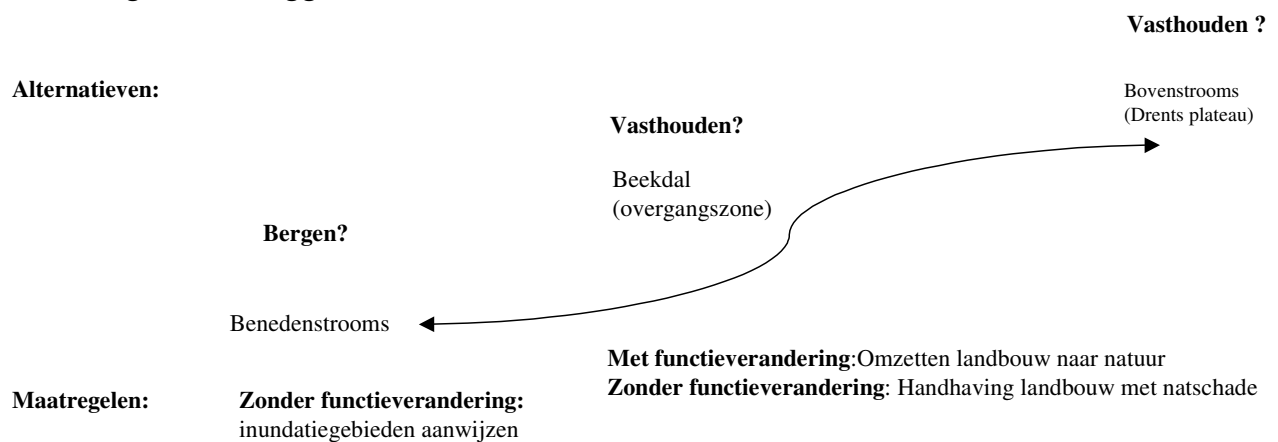 Vasthouden ?
Alternatieven:
Bovenstrooms
(Drents plateau)
Vasthouden?
Beekdal
(overgangszone)
Bergen?
Benedenstrooms
Met functieverandering:Omzetten landbouw naar natuur
Zonder functieverandering: Handhaving landbouw met natschade
Maatregelen:
Zonder functieverandering:
inundatiegebieden aanwijzen